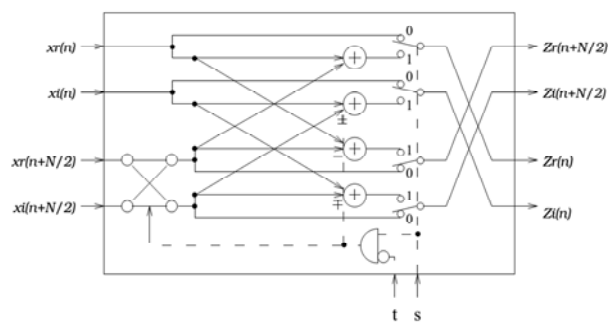 xr(n)
xi(n)
xr(n+N/2)
xi(n+N/2)
0
1
0
1
1
0
1
0
+
+
±
+
−
+
∓
Zr(n+N/2)
Zi(n+N/2)
Zr(n)
Zi(n)
t s